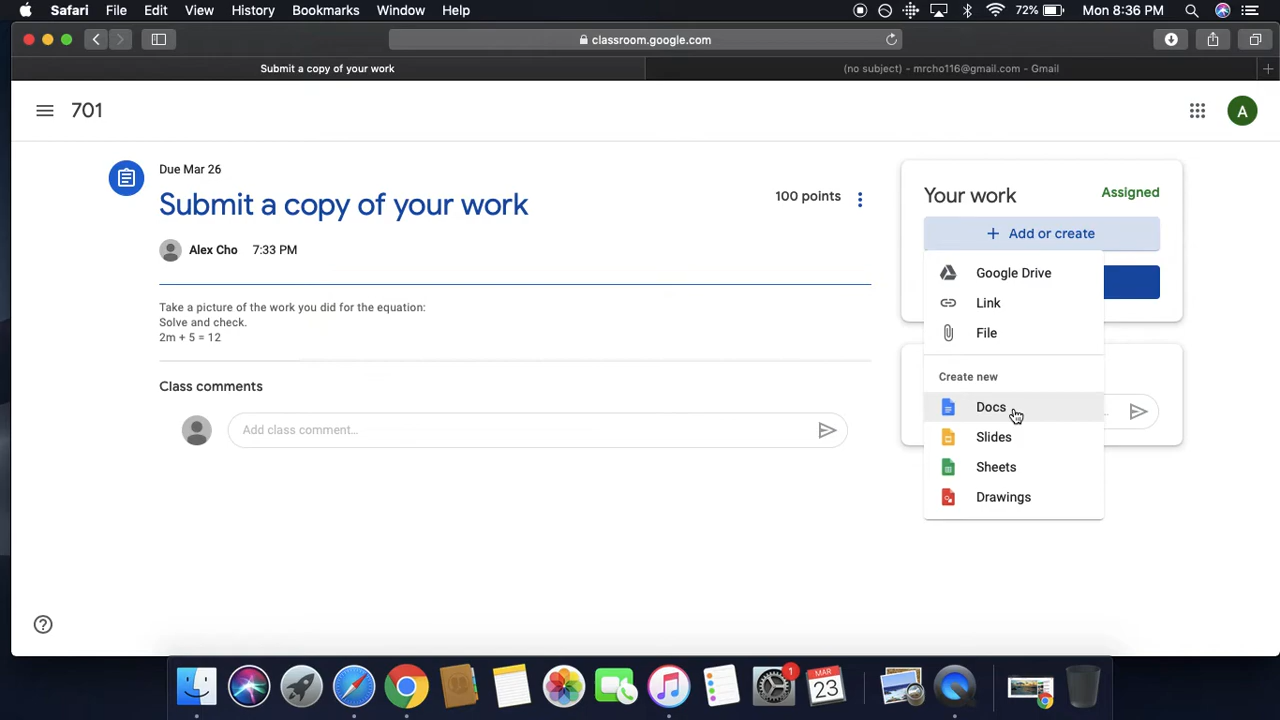 Safari File Edit View History Bookmarks Window Help 72% Mon 8:36 PM
classroom.google.com
Submit a copy of your work
(no subject) - mrcho116@gmail.com - Gmail
701
A
Due Mar 26
Submit a copy of your work
100 points
Alex Cho 7:33 PM
Take a picture of the work you did for the equation:
Solve and check.
2m + 5 = 12
Class comments
Add class comment...
Your work
Assigned
+ Add or create
Google Drive
Link
File
Create new
Docs
Slides
Sheets
Drawings
1
MAR
23